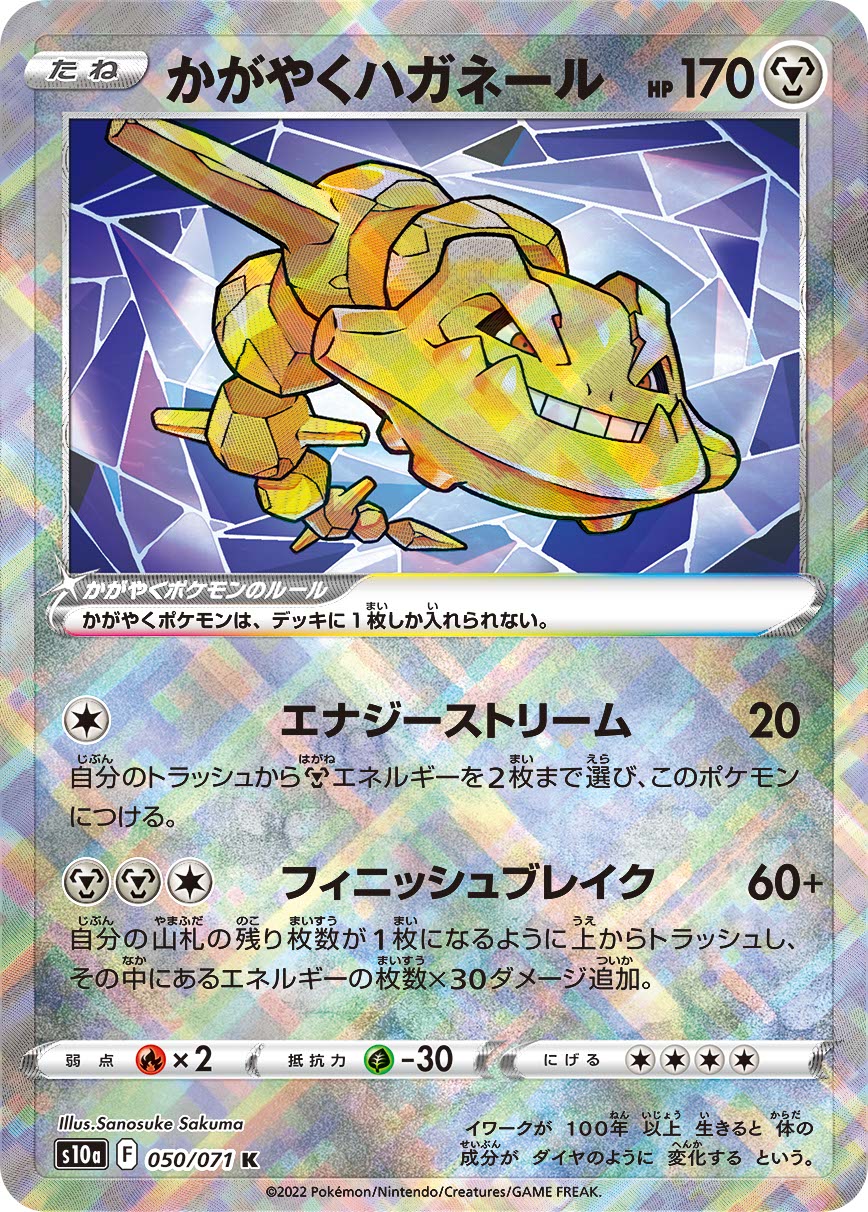 たね かがやくハガネール HP 170
かがやくポケモンのルール
かがやくポケモンは、デッキに1枚しか入れられない。
エナジーストリーム 20
自分のトラッシュからエネルギーを2枚まで選び、このポケモン
につける。
フィニッシュブレイク 60+
自分の山札の残り枚数が1枚になるように上からトラッシュし、
その中にあるエネルギーの枚数×30ダメージ追加。
弱点 ×2 抵抗力 -30 にげる
Illus.Sanosuke Sakuma
s10a F 050/071 K
イワークが 100年 以上 生きると 体の
成分が ダイヤのように 変化する という。
©2022 Pokémon/Nintendo/Creatures/GAME FREAK.